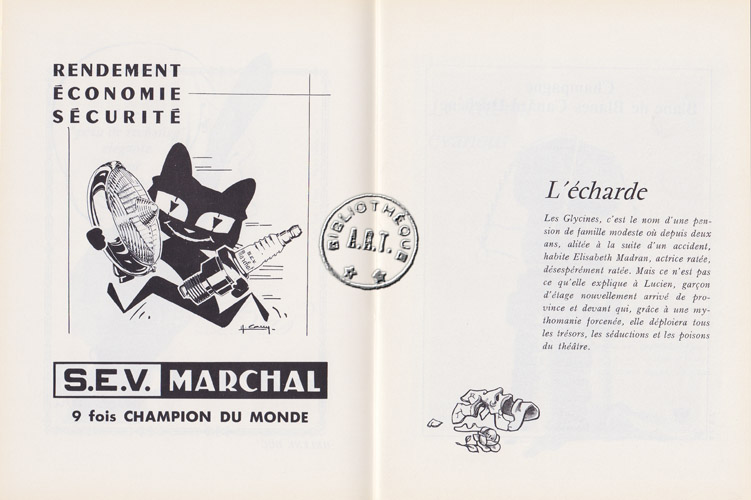 RENDEMENT
ÉCONOMIE
SÉCURITÉ
S.E.V. MARCHAL
9 fois CHAMPION DU MONDE
BIBLIOTHÈQUE
A.R.T.
L'écharde
Les Glycines, c'est le nom d'une pen-
sion de famille modeste où depuis deux
ans, alitée à la suite d'un accident,
habite Elisabeth Madran, actrice ratée,
désespérément ratée. Mais ce n'est pas
ce qu'elle explique à Lucien, garçon
d'étage nouvellement arrivé de pro-
vince et devant qui, grâce à une my-
thomanie forcenée, elle déploiera tous
les trésors, les séductions et les poisons
du théâtre.